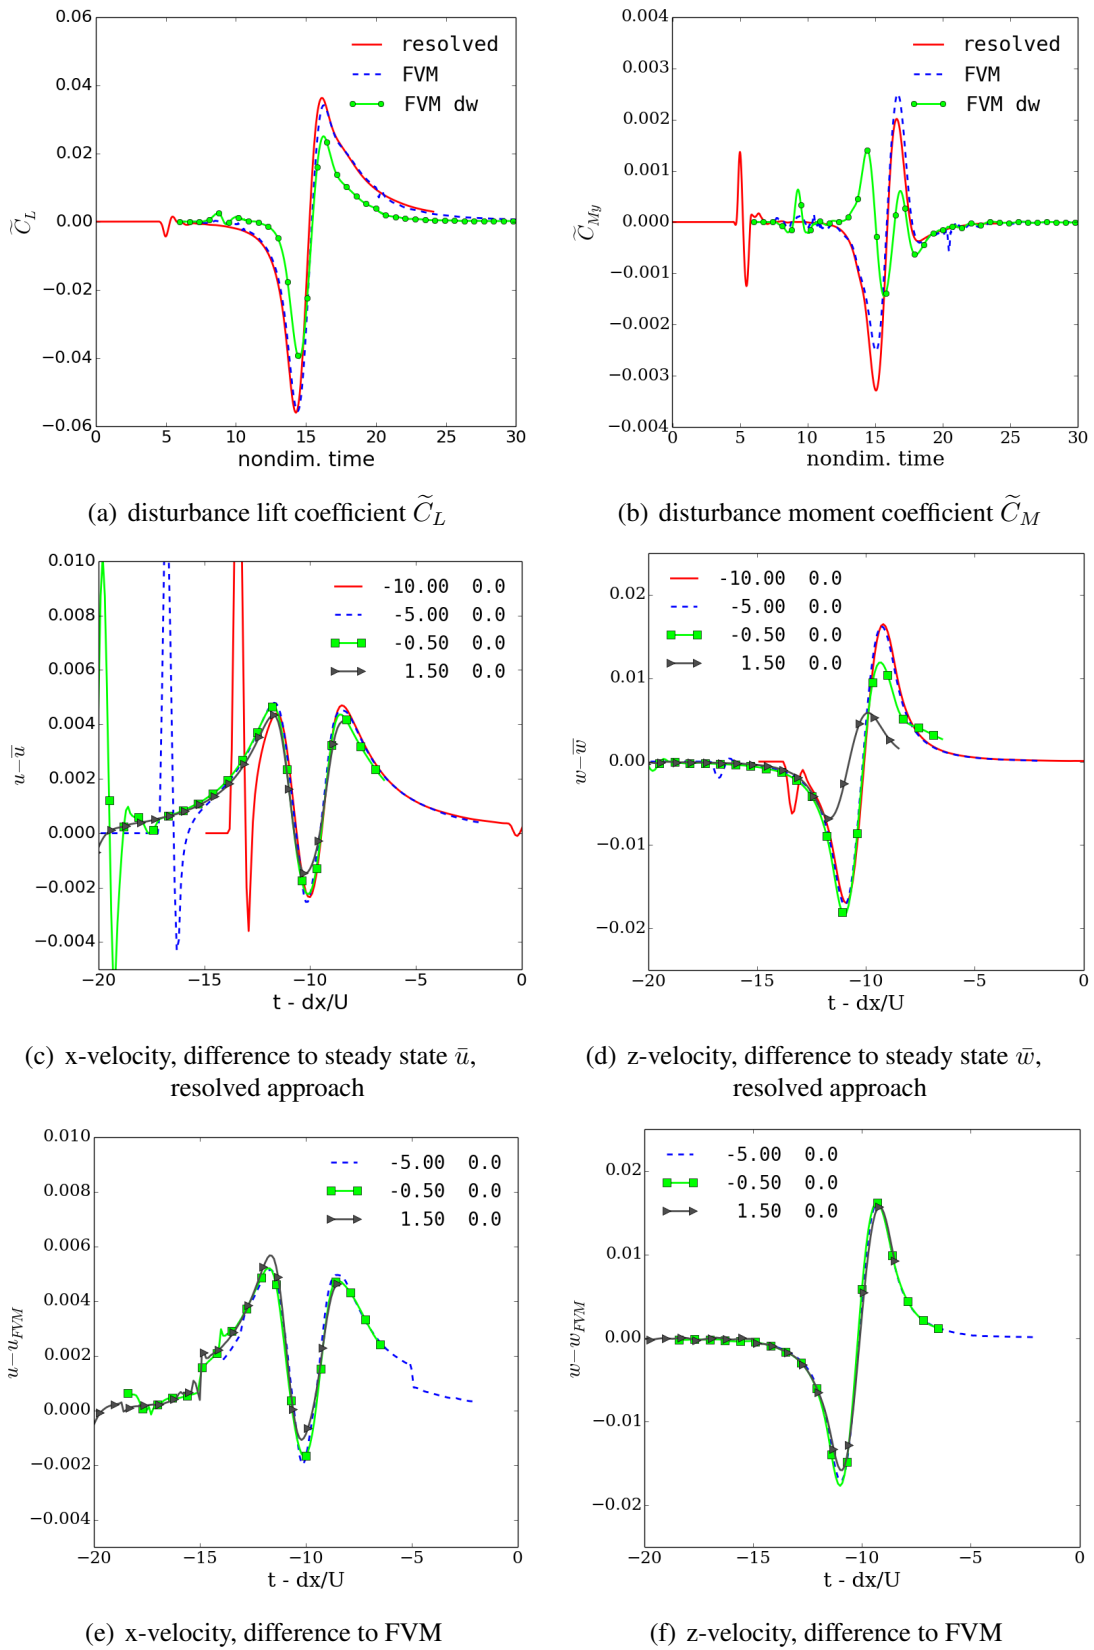 0.06
0.04
0.02
0.00
−0.02
−0.04
−0.06
C̃_L
0 5 10 15 20 25 30
nondim. time
resolved
FVM
FVM dw
(a) disturbance lift coefficient C̃_L
0.004
0.003
0.002
0.001
0.000
−0.001
−0.002
−0.003
−0.004
C̃_My
0 5 10 15 20 25 30
nondim. time
resolved
FVM
FVM dw
(b) disturbance moment coefficient C̃_M
0.010
0.008
0.006
0.004
0.002
0.000
−0.002
−0.004
u−ū
−20 −15 −10 −5 0
t - dx/U
-10.00 0.0
-5.00 0.0
-0.50 0.0
1.50 0.0
(c) x-velocity, difference to steady state ū,
resolved approach
0.02
0.01
0.00
−0.01
−0.02
w−w̅
−20 −15 −10 −5 0
t - dx/U
-10.00 0.0
-5.00 0.0
-0.50 0.0
1.50 0.0
(d) z-velocity, difference to steady state w̄,
resolved approach
0.010
0.008
0.006
0.004
0.002
0.000
−0.002
−0.004
u−u_FVM
−20 −15 −10 −5 0
t - dx/U
-5.00 0.0
-0.50 0.0
1.50 0.0
(e) x-velocity, difference to FVM
0.02
0.01
0.00
−0.01
−0.02
w−w_FVM
−20 −15 −10 −5 0
t - dx/U
-5.00 0.0
-0.50 0.0
1.50 0.0
(f) z-velocity, difference to FVM